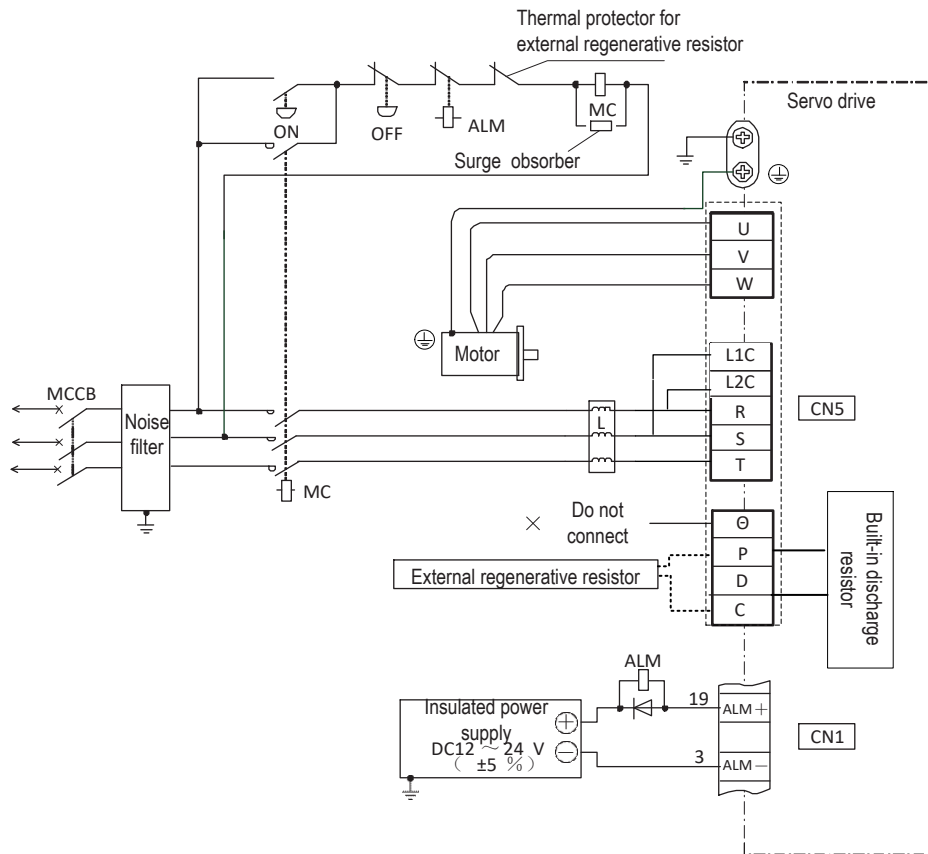 Thermal protector for
external regenerative resistor
Servo drive
MC
ON
OFF
ALM
Surge obsorber
U
V
W
Motor
L1C
L2C
R
S
T
CN5
MCCB
Noise
filter
L
MC
Do not
connect
Θ
P
D
C
External regenerative resistor
Built-in discharge
resistor
ALM
Insulated power
supply
DC12 ～ 24 V
( ±5 %)
19
ALM＋
3
ALM－
CN1